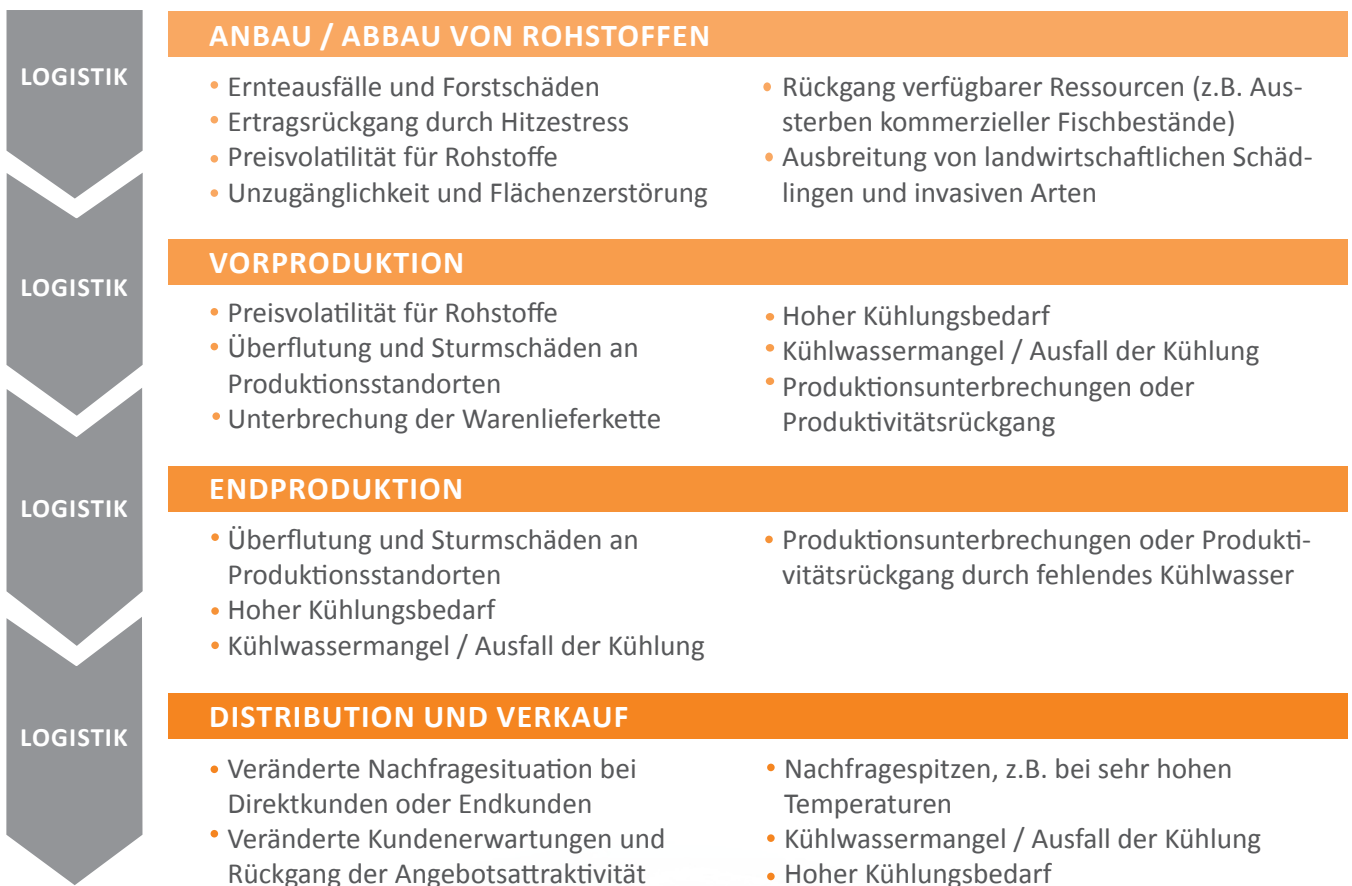 LOGISTIK
ANBAU / ABBAU VON ROHSTOFFEN
• Ernteausfälle und Forstschäden
• Ertragsrückgang durch Hitzestress
• Preisvolatilität für Rohstoffe
• Unzugänglichkeit und Flächenzerstörung
• Rückgang verfügbarer Ressourcen (z.B. Aus-
sterben kommerzieller Fischbestände)
• Ausbreitung von landwirtschaftlichen Schäd-
lingen und invasiven Arten
LOGISTIK
VORPRODUKTION
• Preisvolatilität für Rohstoffe
• Überflutung und Sturmschäden an
Produktionsstandorten
• Unterbrechung der Warenlieferkette
• Hoher Kühlungsbedarf
• Kühlwassermangel / Ausfall der Kühlung
• Produktionsunterbrechungen oder
Produktivitätsrückgang
LOGISTIK
ENDPRODUKTION
• Überflutung und Sturmschäden an
Produktionsstandorten
• Hoher Kühlungsbedarf
• Kühlwassermangel / Ausfall der Kühlung
• Produktionsunterbrechungen oder Produkti-
vitätsrückgang durch fehlendes Kühlwasser
LOGISTIK
DISTRIBUTION UND VERKAUF
• Veränderte Nachfragesituation bei
Direktkunden oder Endkunden
• Veränderte Kundenerwartungen und
Rückgang der Angebotsattraktivität
• Nachfragespitzen, z.B. bei sehr hohen
Temperaturen
• Kühlwassermangel / Ausfall der Kühlung
• Hoher Kühlungsbedarf